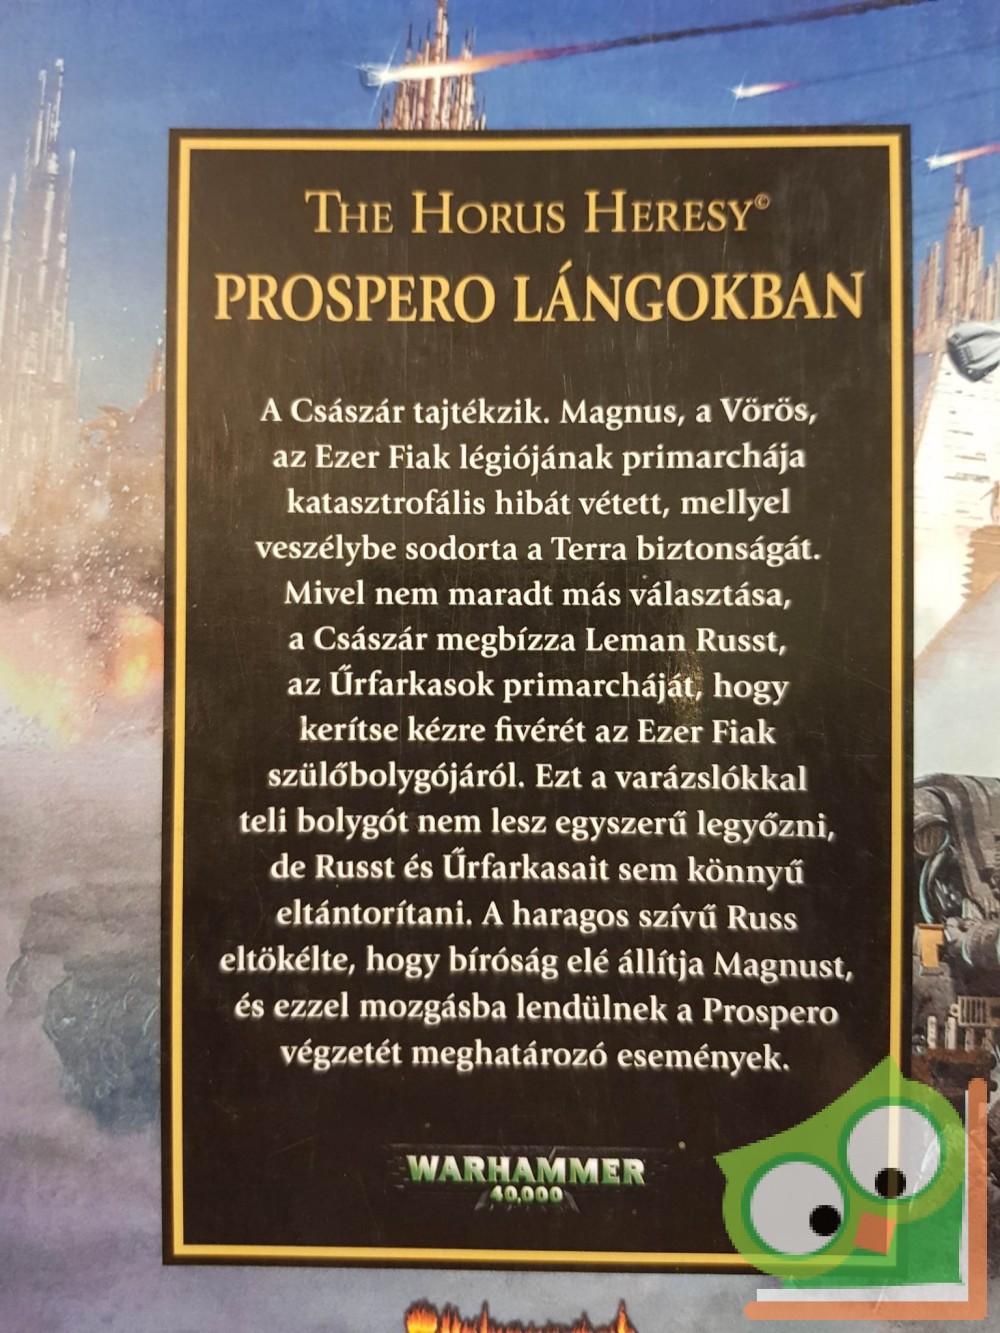 THE HORUS HERESY©
PROSPERO LÁNGOKBAN
A Császár tajtékzik. Magnus, a Vörös,
az Ezer Fiak légiójának primarchája
katasztrofális hibát vétett, mellyel
veszélybe sodorta a Terra biztonságát.
Mivel nem maradt más választása,
a Császár megbízza Leman Russt,
az Űrfarkasok primarcháját, hogy
kerítse kézre fivérét az Ezer Fiak
szülőbolygójáról. Ezt a varázslókkal
teli bolygót nem lesz egyszerű legyőzni,
de Russt és Űrfarkasait sem könnyű
eltántorítani. A haragos szívű Russ
eltökélte, hogy bíróság elé állítja Magnust,
és ezzel mozgásba lendülnek a Prospero
végzetét meghatározó események.
WARHAMMER
40,000